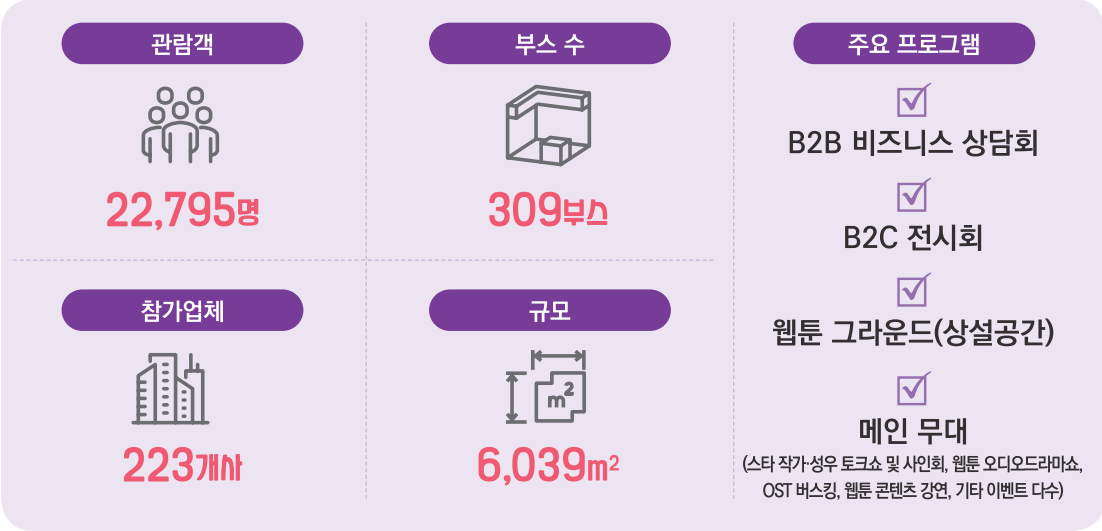 관람객
22,795명
부스 수
309부스
참가업체
223개사
규모
m²
6,039m²
주요 프로그램
B2B 비즈니스 상담회
B2C 전시회
웹툰 그라운드(상설공간)
메인 무대
(스타 작가·성우 토크쇼 및 사인회, 웹툰 오디오드라마쇼,
OST 버스킹, 웹툰 콘텐츠 강연, 기타 이벤트 다수)